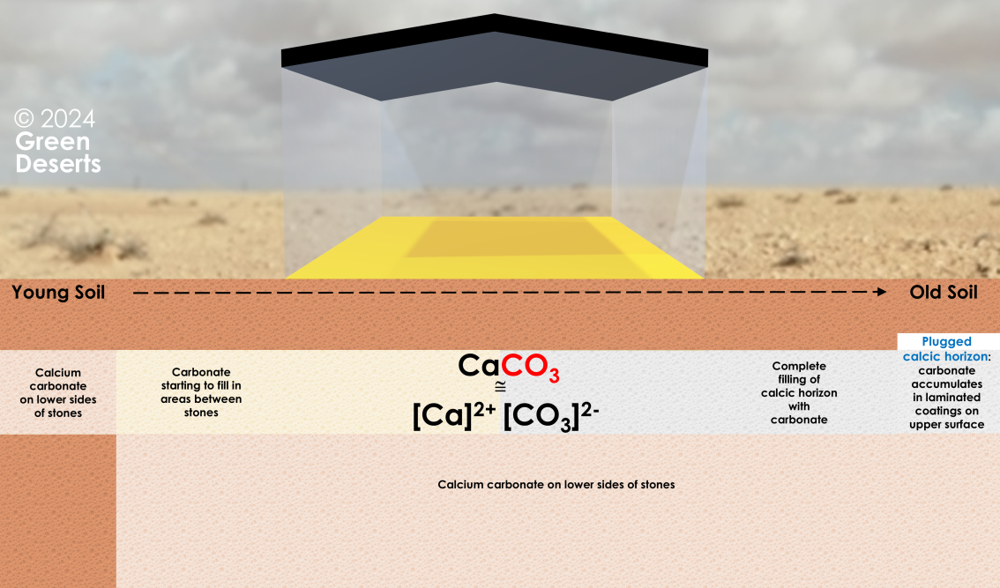 © 2024
Green
Deserts
Young Soil
Old Soil
Calcium
carbonate
on lower sides
of stones
Carbonate
starting to fill in
areas between
stones
CaCO₃
≅
[Ca]²⁺ [CO₃]²⁻
Complete
filling of
calcic horizon
with
carbonate
Plugged
calcic horizon:
carbonate
accumulates
in laminated
coatings on
upper surface
Calcium carbonate on lower sides of stones